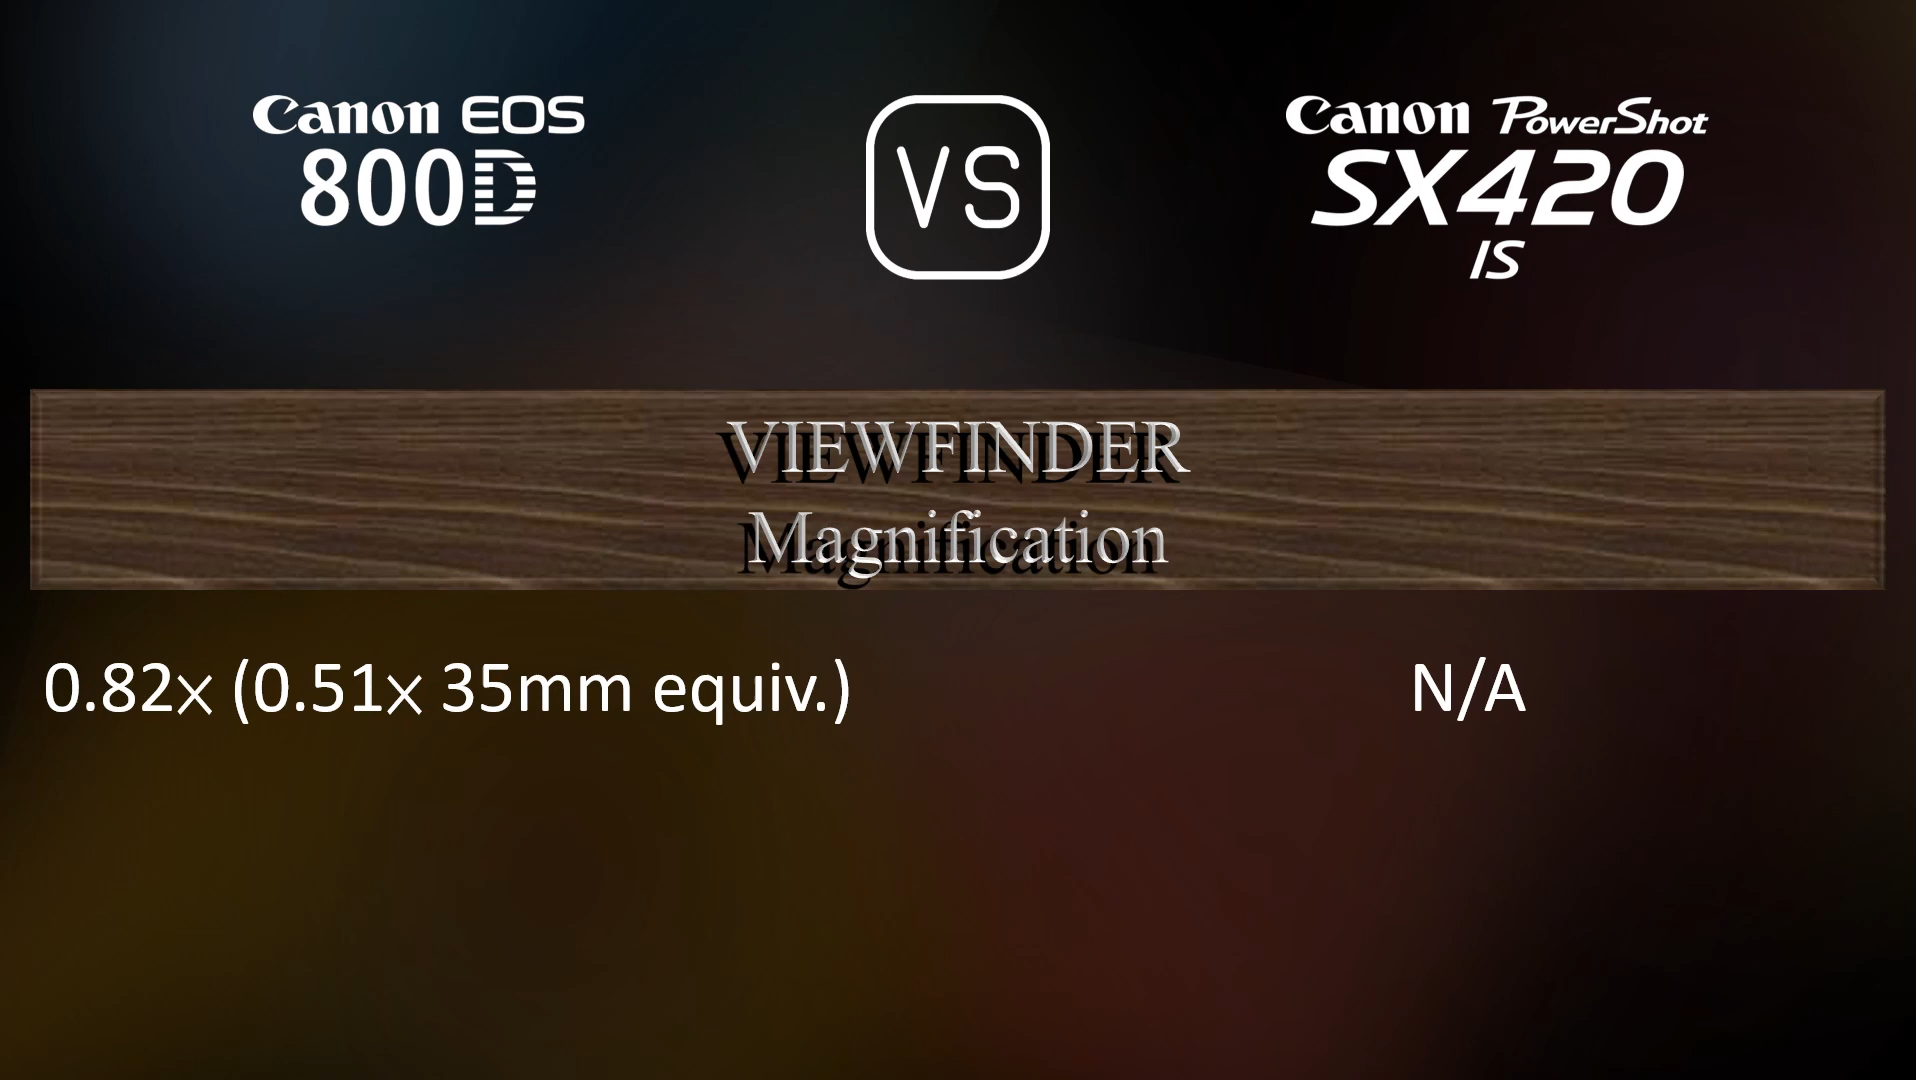 Canon EOS
800D
VS
Canon PowerShot
SX420
IS
VIEWFINDER
Magnification
0.82x (0.51x 35mm equiv.)
N/A